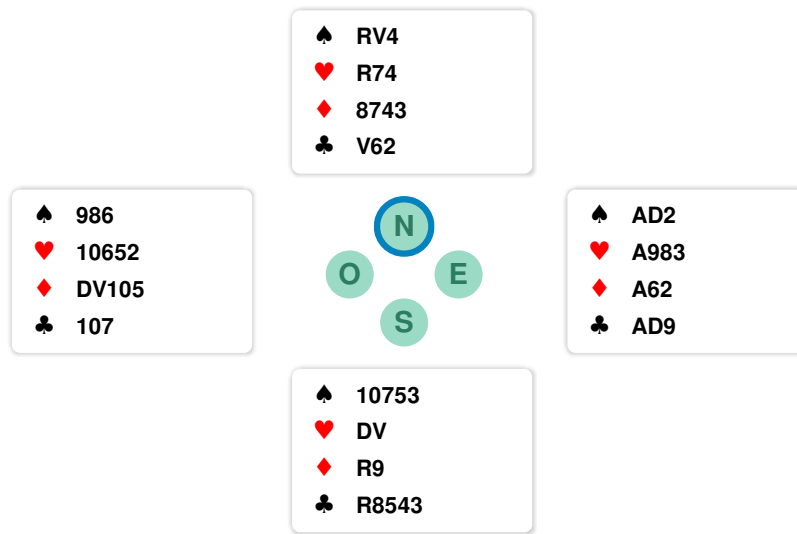 ♠ RV4
♥ R74
♦ 8743
♣ V62
♠ 986
♥ 10652
♦ DV105
♣ 107
N
O E
S
♠ AD2
♥ A983
♦ A62
♣ AD9
♠ 10753
♥ DV
♦ R9
♣ R8543